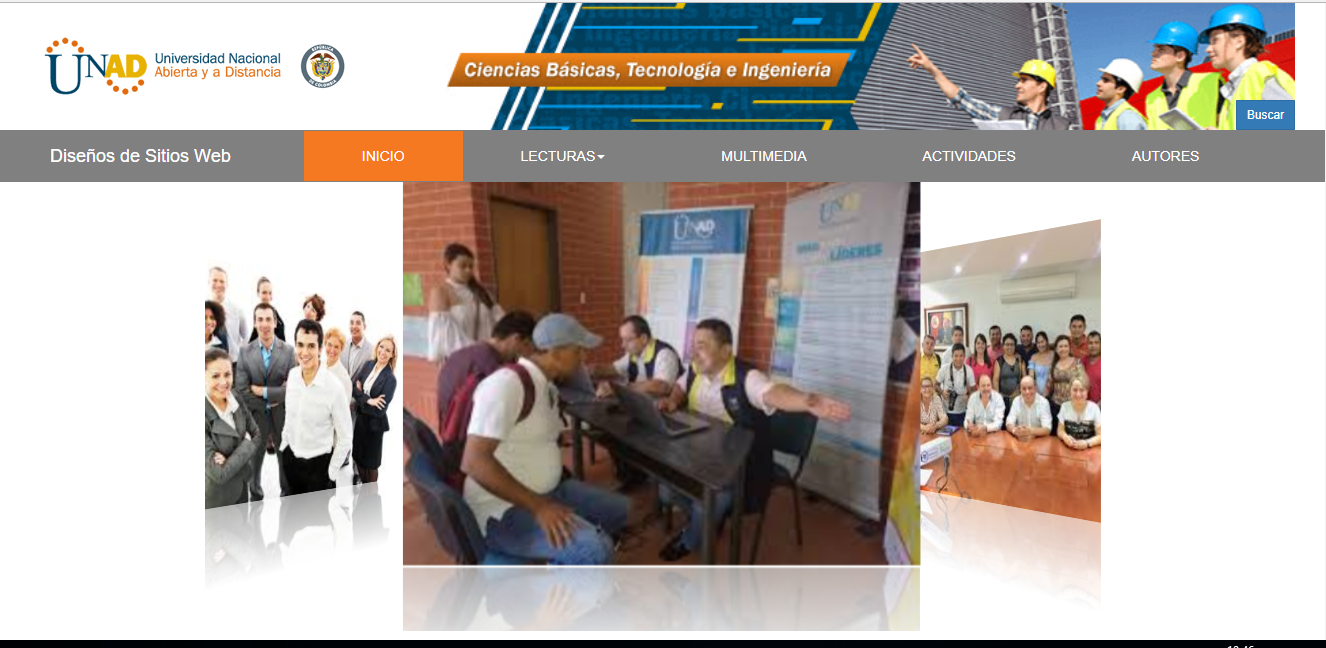 UNAD
Universidad Nacional
Abierta y a Distancia
Ciencias Básicas, Tecnología e Ingeniería
Buscar
Diseños de Sitios Web
INICIO
LECTURAS
MULTIMEDIA
ACTIVIDADES
AUTORES
UNAD
UNAD
LÍDERES